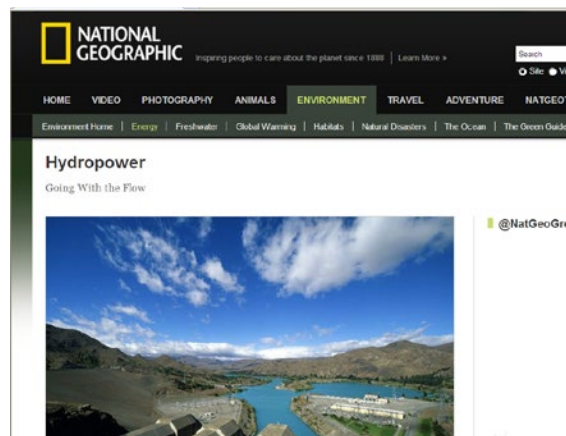 NATIONAL
GEOGRAPHIC
Inspiring people to care about the planet since 1888 | Learn More »
Search
Site
HOME VIDEO PHOTOGRAPHY ANIMALS ENVIRONMENT TRAVEL ADVENTURE NATGEOT
Environment Home | Energy | Freshwater | Global Warming | Habitats | Natural Disasters | The Ocean | The Green Guide
Hydropower
Going With the Flow
@NatGeoGre